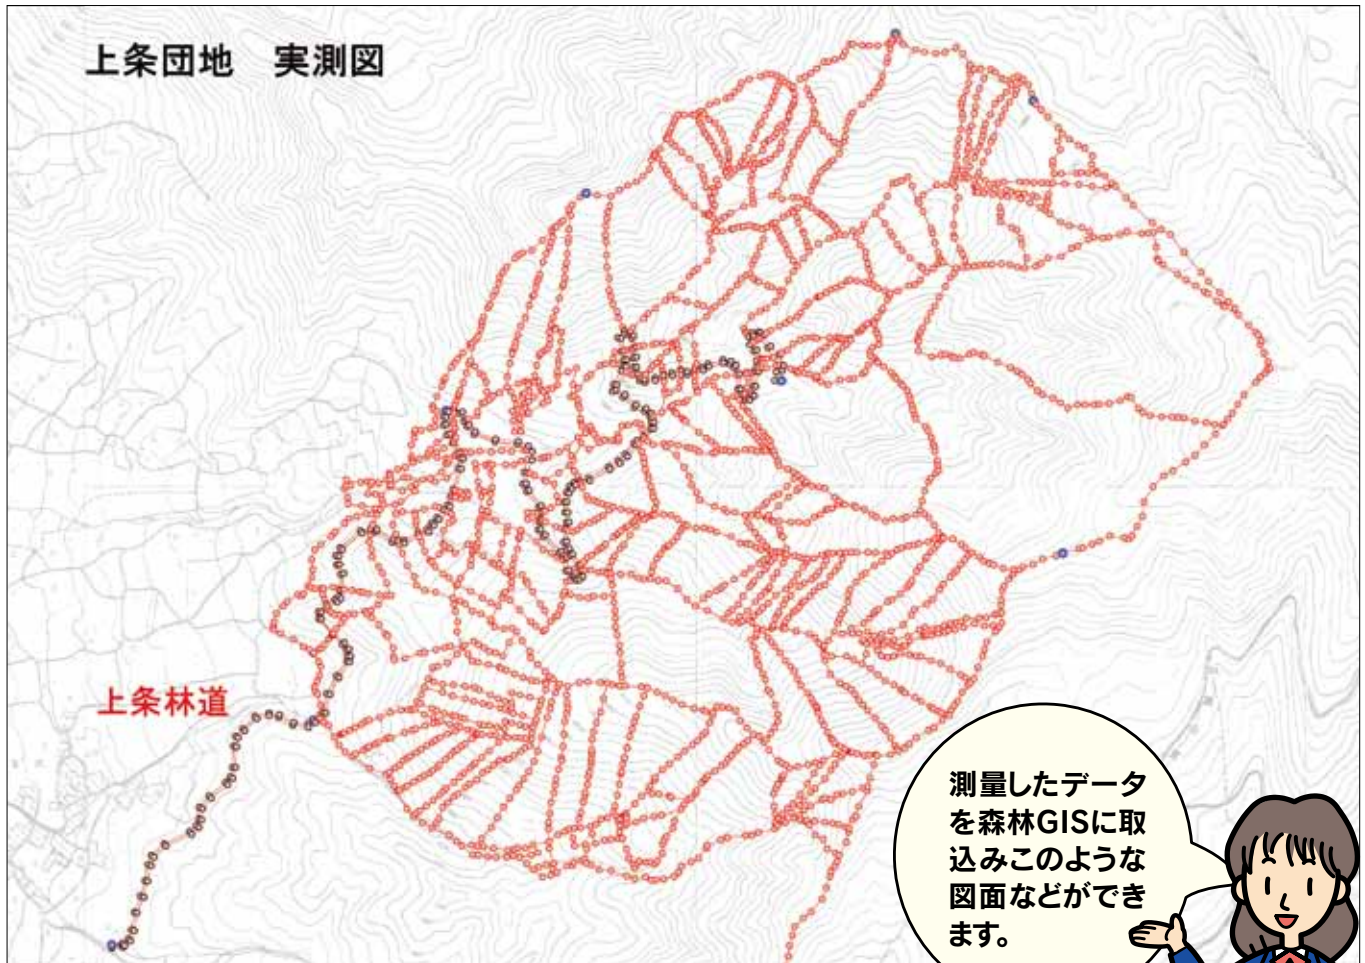 上条団地　実測図
上条林道
測量したデータ
を森林GISに取
込みこのような
図面などができ
ます。